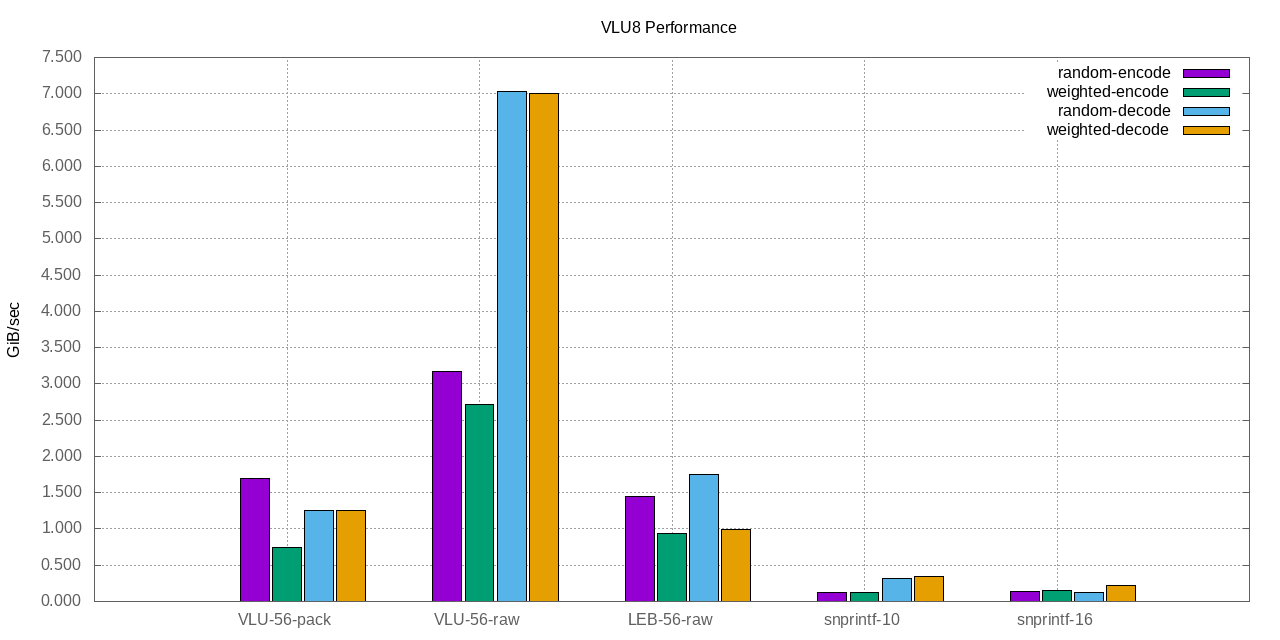 VLU8 Performance
7.500
7.000
6.500
6.000
5.500
5.000
4.500
4.000
3.500
3.000
2.500
2.000
1.500
1.000
0.500
0.000
GiB/sec
random-encode
weighted-encode
random-decode
weighted-decode
VLU-56-pack VLU-56-raw LEB-56-raw snprintf-10 snprintf-16